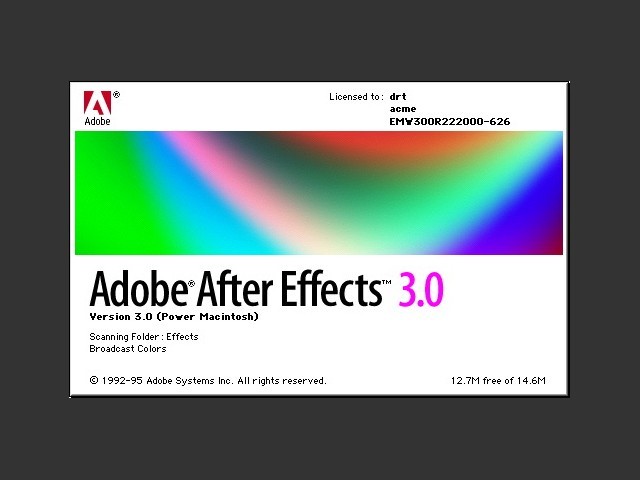 Adobe®
Licensed to: drt
acme
EMW300R222000-626
Adobe® After Effects™ 3.0
Version 3.0 (Power Macintosh)
Scanning Folder: Effects
Broadcast Colors
© 1992-95 Adobe Systems Inc. All rights reserved.
12.7M free of 14.6M